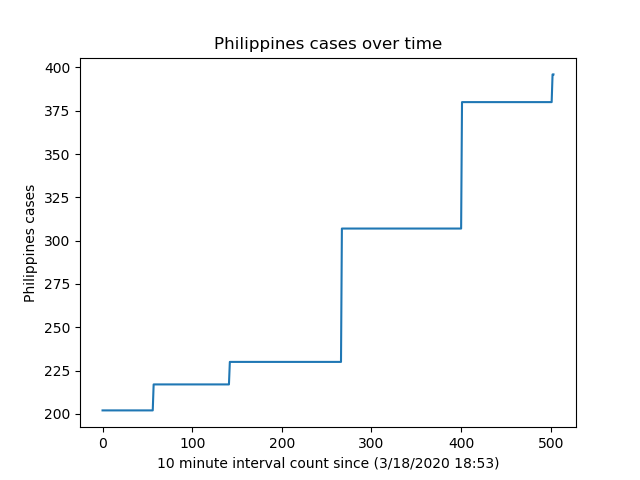 Philippines cases over time
400
375
350
325
300
275
250
225
200
Philippines cases
0 100 200 300 400 500
10 minute interval count since (3/18/2020 18:53)